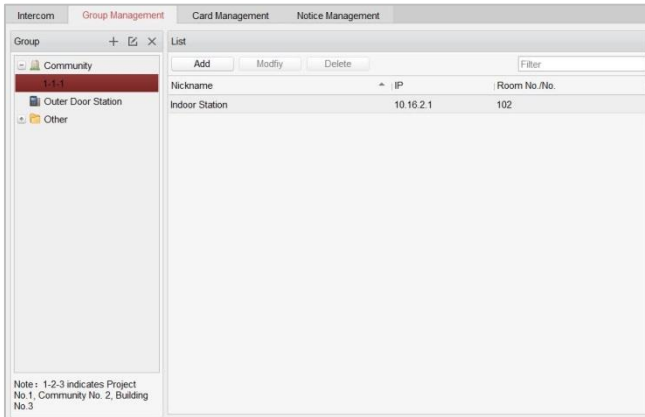 Intercom Group Management Card Management Notice Management
Group List
Community
Add Modfiy Delete Filter
1-1-1
Nickname IP Room No./No.
Outer Door Station
Indoor Station 10.16.2.1 102
Other
Note: 1-2-3 indicates Project
No.1, Community No. 2, Building
No.3